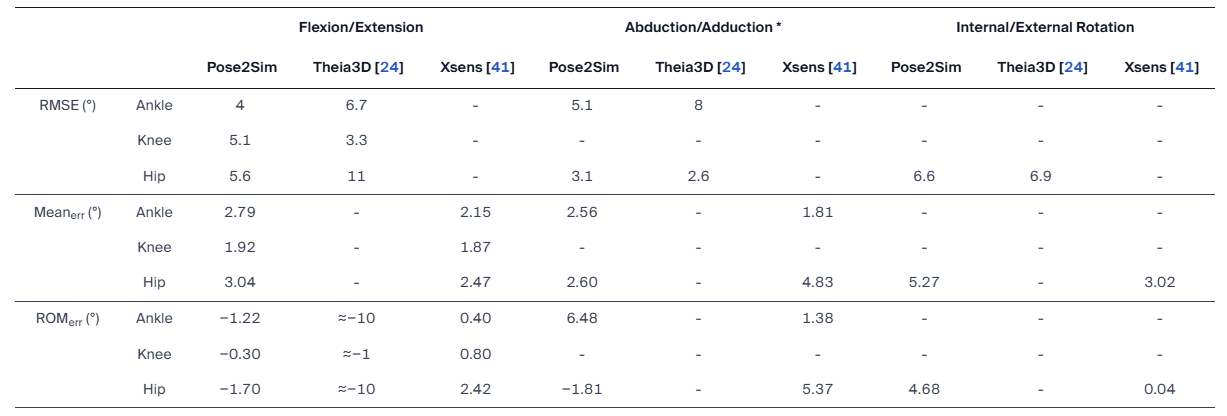 Flexion/Extension Abduction/Adduction * Internal/External Rotation
Pose2Sim Theia3D [24] Xsens [41] Pose2Sim Theia3D [24] Xsens [41] Pose2Sim Theia3D [24] Xsens [41]
RMSE (°) Ankle 4 6.7 - 5.1 8 - - - -
Knee 5.1 3.3 - - - - - - -
Hip 5.6 11 - 3.1 2.6 - 6.6 6.9 -
Meanerr (°) Ankle 2.79 - 2.15 2.56 - 1.81 - - -
Knee 1.92 - 1.87 - - - - - -
Hip 3.04 - 2.47 2.60 - 4.83 5.27 - 3.02
ROMerr (°) Ankle −1.22 ≈−10 0.40 6.48 - 1.38 - - -
Knee −0.30 ≈−1 0.80 - - - - - -
Hip −1.70 ≈−10 2.42 −1.81 - 5.37 4.68 - 0.04